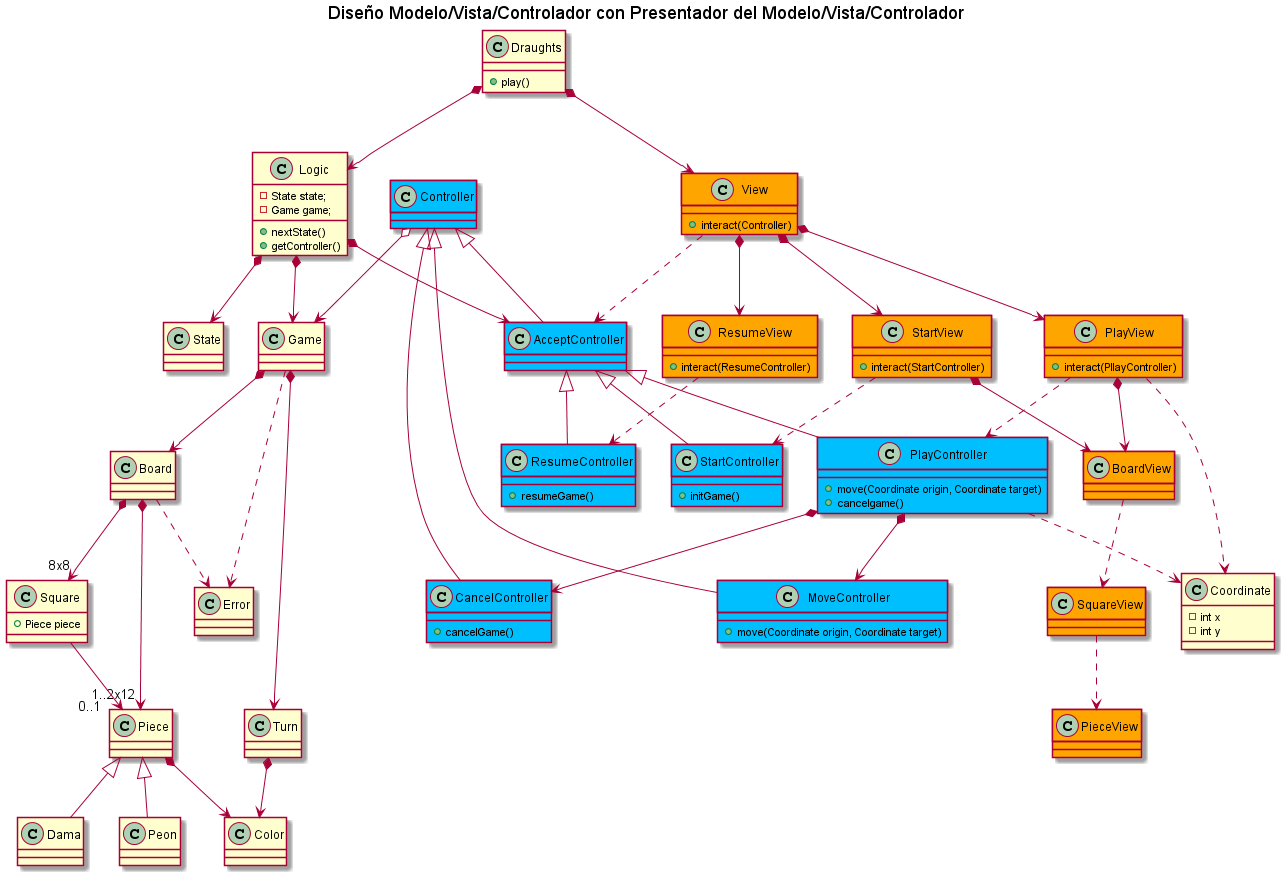 Diseño Modelo/Vista/Controlador con Presentador del Modelo/Vista/Controlador
C Draughts
play()
C Logic
State state;
Game game;
nextState()
getController()
C Controller
C View
interact(Controller)
C State
C Game
C AcceptController
C ResumeView
interact(ResumeController)
C StartView
interact(StartController)
C PlayView
interact(PllayController)
C Board
C ResumeController
resumeGame()
C StartController
initGame()
C PlayController
move(Coordinate origin, Coordinate target)
cancelgame()
C BoardView
8x8
C Square
Piece piece
C Error
C CancelController
cancelGame()
C MoveController
move(Coordinate origin, Coordinate target)
C SquareView
C Coordinate
int x
int y
1..2x12
0..1
C Piece
C Turn
C PieceView
C Dama
C Peon
C Color